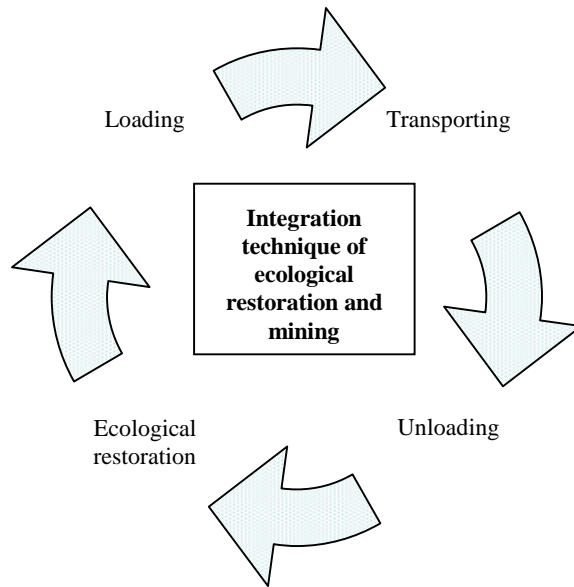 Loading
Transporting
Integration
technique of
ecological
restoration and
mining
Ecological
restoration
Unloading